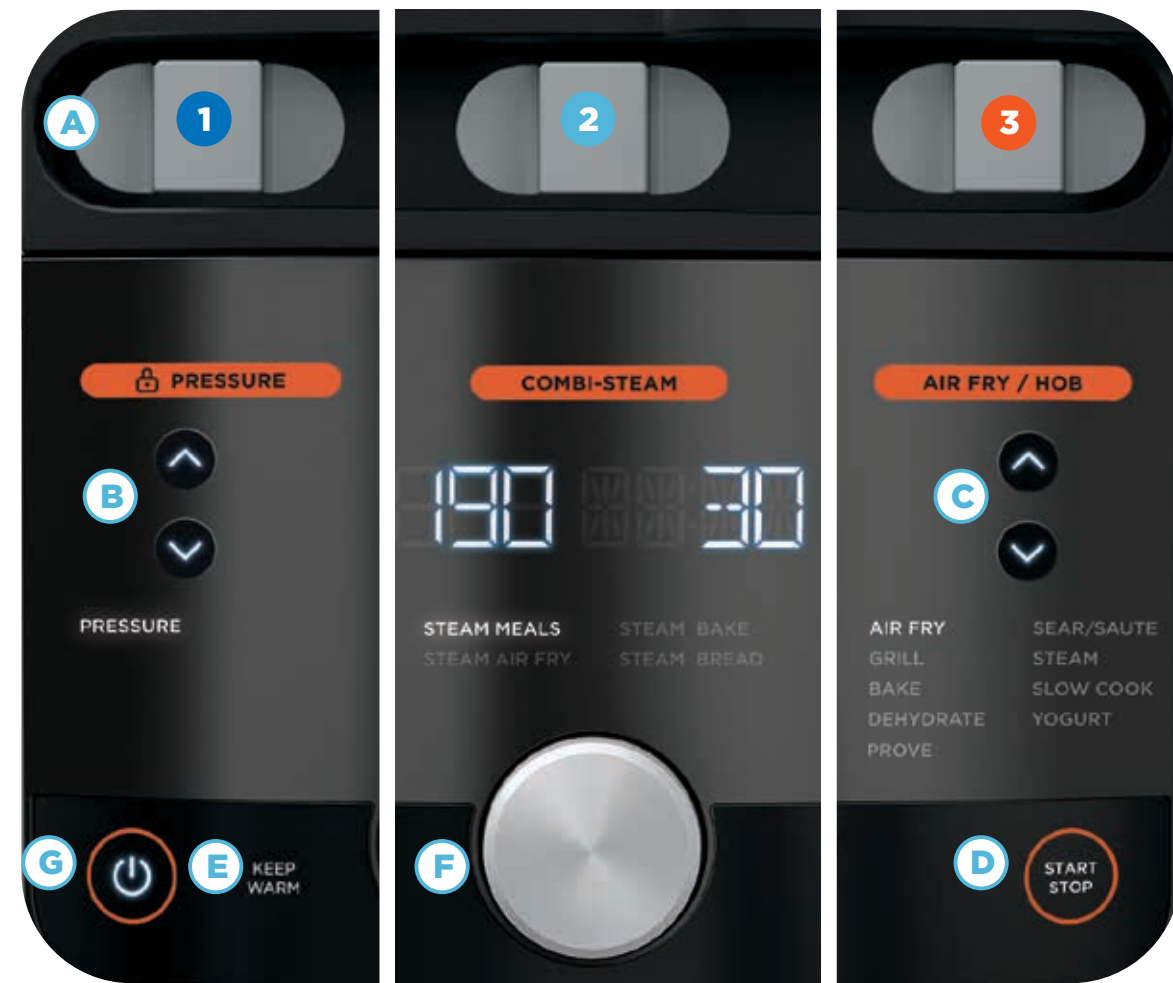 A
1
2
3
PRESSURE
COMBI-STEAM
AIR FRY / HOB
B
190
:30
C
PRESSURE
STEAM MEALS
STEAM BAKE
STEAM AIR FRY
STEAM BREAD
AIR FRY
SEAR/SAUTE
GRILL
STEAM
BAKE
SLOW COOK
DEHYDRATE
YOGURT
PROVE
G
E
KEEP
WARM
F
D
START
STOP